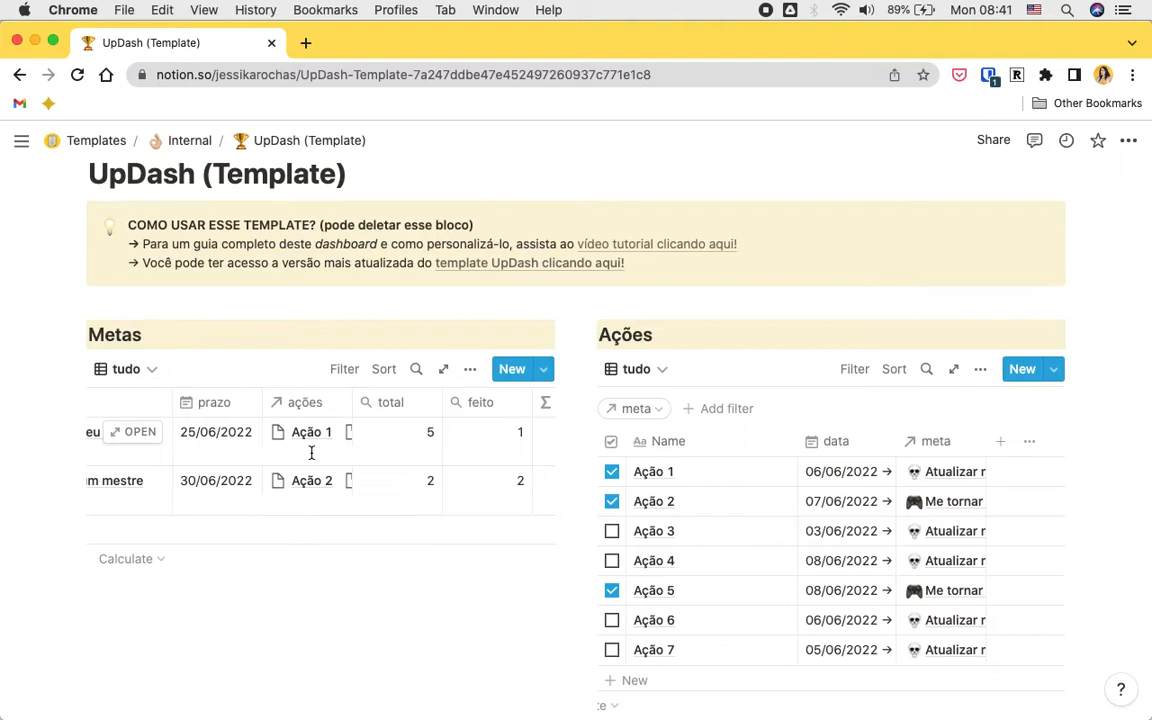 Chrome File Edit View History Bookmarks Profiles Tab Window Help 89% Mon 08:41
UpDash (Template)
notion.so/jessikarochas/UpDash-Template-7a247ddbe47e452497260937c771e1c8
Other Bookmarks
Templates / Internal / UpDash (Template) Share
UpDash (Template)
COMO USAR ESSE TEMPLATE? (pode deletar esse bloco)
→ Para um guia completo deste dashboard e como personalizá-lo, assista ao vídeo tutorial clicando aqui!
→ Você pode ter acesso a versão mais atualizada do template UpDash clicando aqui!
Metas
tudo Filter Sort New
prazo ações total feito Σ
eu OPEN 25/06/2022 Ação 1 5 1
m mestre 30/06/2022 Ação 2 2 2
Calculate
Ações
tudo Filter Sort New
meta + Add filter
Aa Name data meta
Ação 1 06/06/2022 → Atualizar r
Ação 2 07/06/2022 → Me tornar
Ação 3 03/06/2022 → Atualizar r
Ação 4 08/06/2022 → Atualizar r
Ação 5 08/06/2022 → Me tornar
Ação 6 06/06/2022 → Atualizar r
Ação 7 05/06/2022 → Atualizar r
+ New
te
?